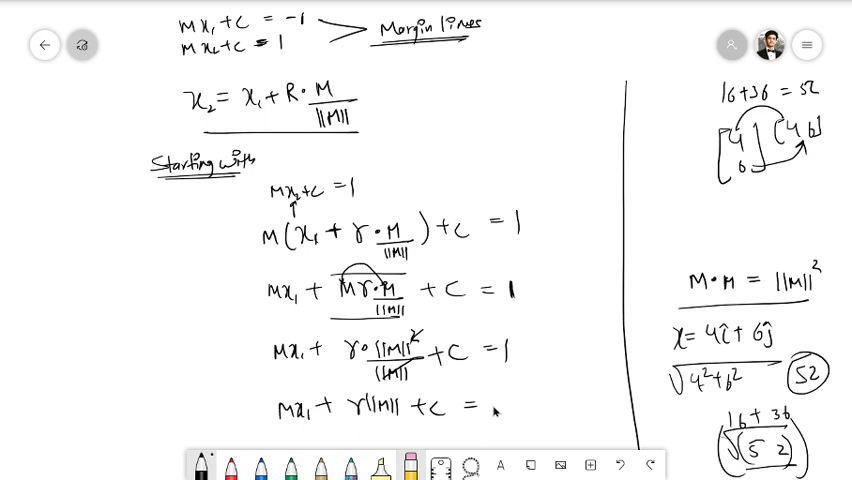 mx₁ + c = -1
mx₂ + c = 1
Margin lines
x₂ = x₁ + R · M / ||M||
Starting with
mx₂ + c = 1
M(x₁ + r · M / ||M||) + c = 1
mx₁ + Mr · M / ||M|| + c = 1
mx₁ + r · ||M||² / ||M|| + c = 1
mx₁ + r||M|| + c =
16 + 36 = 52
[4 6] [4 6]
M · M = ||M||²
x = 4î + 6ĵ
√4² + 6² 52
16 + 36
(√(52))
A